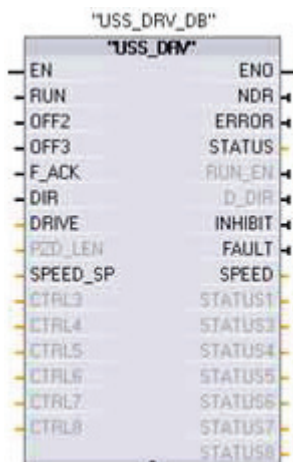 "USS_DRV_DB"
"USS_DRV"
EN ENO
RUN NDR
OFF2 ERROR
OFF3 STATUS
F_ACK RUN_EN
DIR D_DIR
DRIVE INHIBIT
PZD_LEN FAULT
SPEED_SP SPEED
CTRL3 STATUS1
CTRL4 STATUS3
CTRL5 STATUS4
CTRL6 STATUS5
CTRL7 STATUS6
CTRL8 STATUS7
STATUS8